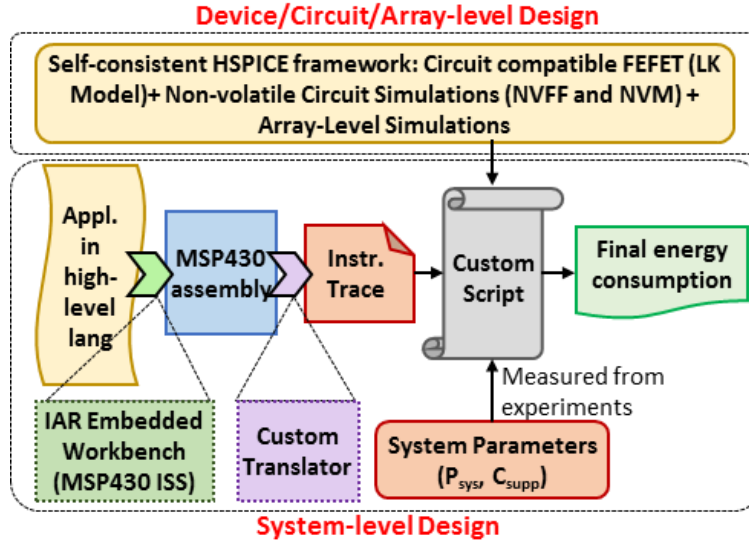 Device/Circuit/Array-level Design
Self-consistent HSPICE framework: Circuit compatible FEFET (LK
Model)+ Non-volatile Circuit Simulations (NVFF and NVM) +
Array-Level Simulations
Appl.
in
high-
level
lang
MSP430
assembly
Instr.
Trace
Custom
Script
Final energy
consumption
Measured from
experiments
IAR Embedded
Workbench
(MSP430 ISS)
Custom
Translator
System Parameters
(Psys, Csupp)
System-level Design